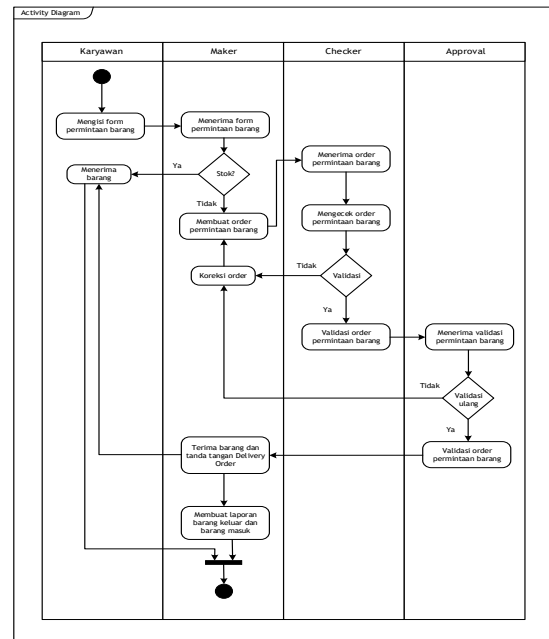 Activity Diagram
Karyawan
Maker
Checker
Approval
Mengisi form
permintaan barang
Menerima form
permintaan barang
Menerima order
permintaan barang
Menerima
barang
Ya
Stok?
Tidak
Membuat order
permintaan barang
Mengecek order
permintaan barang
Koreksi order
Tidak
Validasi
Ya
Validasi order
permintaan barang
Menerima validasi
permintaan barang
Tidak
Validasi
ulang
Ya
Terima barang dan
tanda tangan Delivery
Order
Validasi order
permintaan barang
Membuat laporan
barang keluar dan
barang masuk